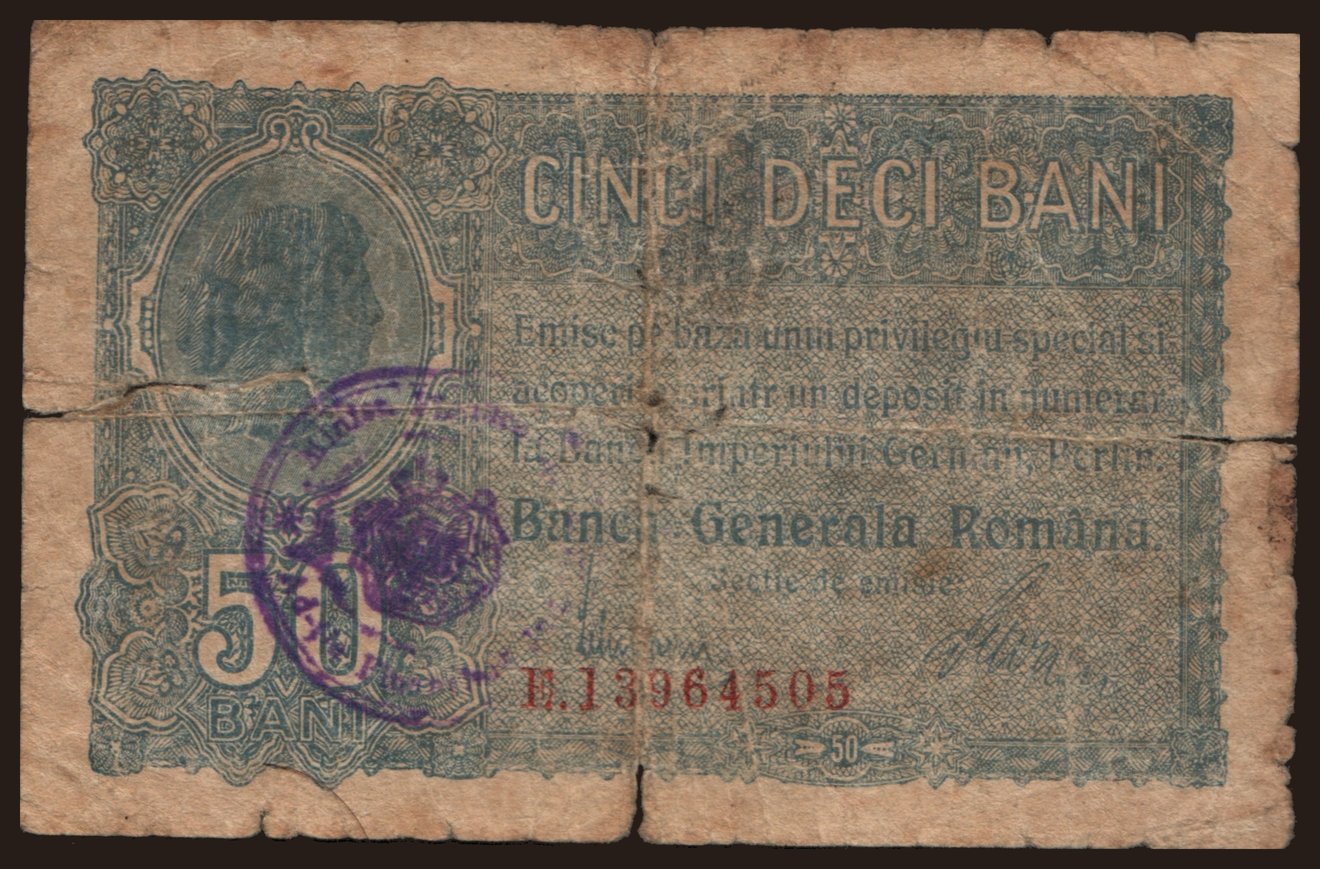 CINCI DECI BANI
Emise pe baza unui privilegiu special si
acoperite printr un deposit in numerar
la Banca Imperiului German, Berlin.
Banca Generala Româna.
Sectie de emisie:
50
BANI
E.13964505
50